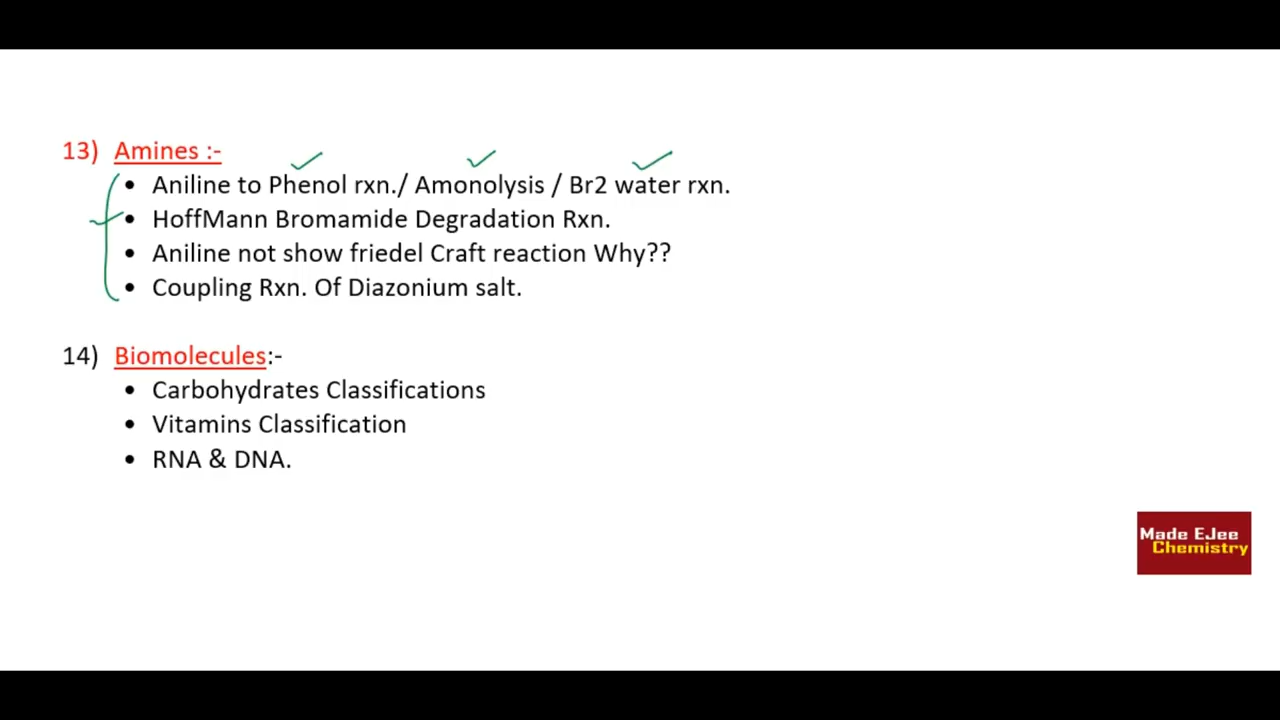 13) Amines :-
• Aniline to Phenol rxn./ Amonolysis / Br2 water rxn.
• HoffMann Bromamide Degradation Rxn.
• Aniline not show friedel Craft reaction Why??
• Coupling Rxn. Of Diazonium salt.
14) Biomolecules:-
• Carbohydrates Classifications
• Vitamins Classification
• RNA & DNA.
Made EJee
Chemistry